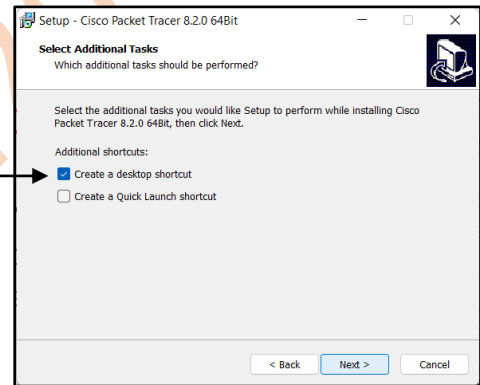 Setup - Cisco Packet Tracer 8.2.0 64Bit
Select Additional Tasks
Which additional tasks should be performed?
Select the additional tasks you would like Setup to perform while installing Cisco
Packet Tracer 8.2.0 64Bit, then click Next.
Additional shortcuts:
Create a desktop shortcut
Create a Quick Launch shortcut
< Back
Next >
Cancel